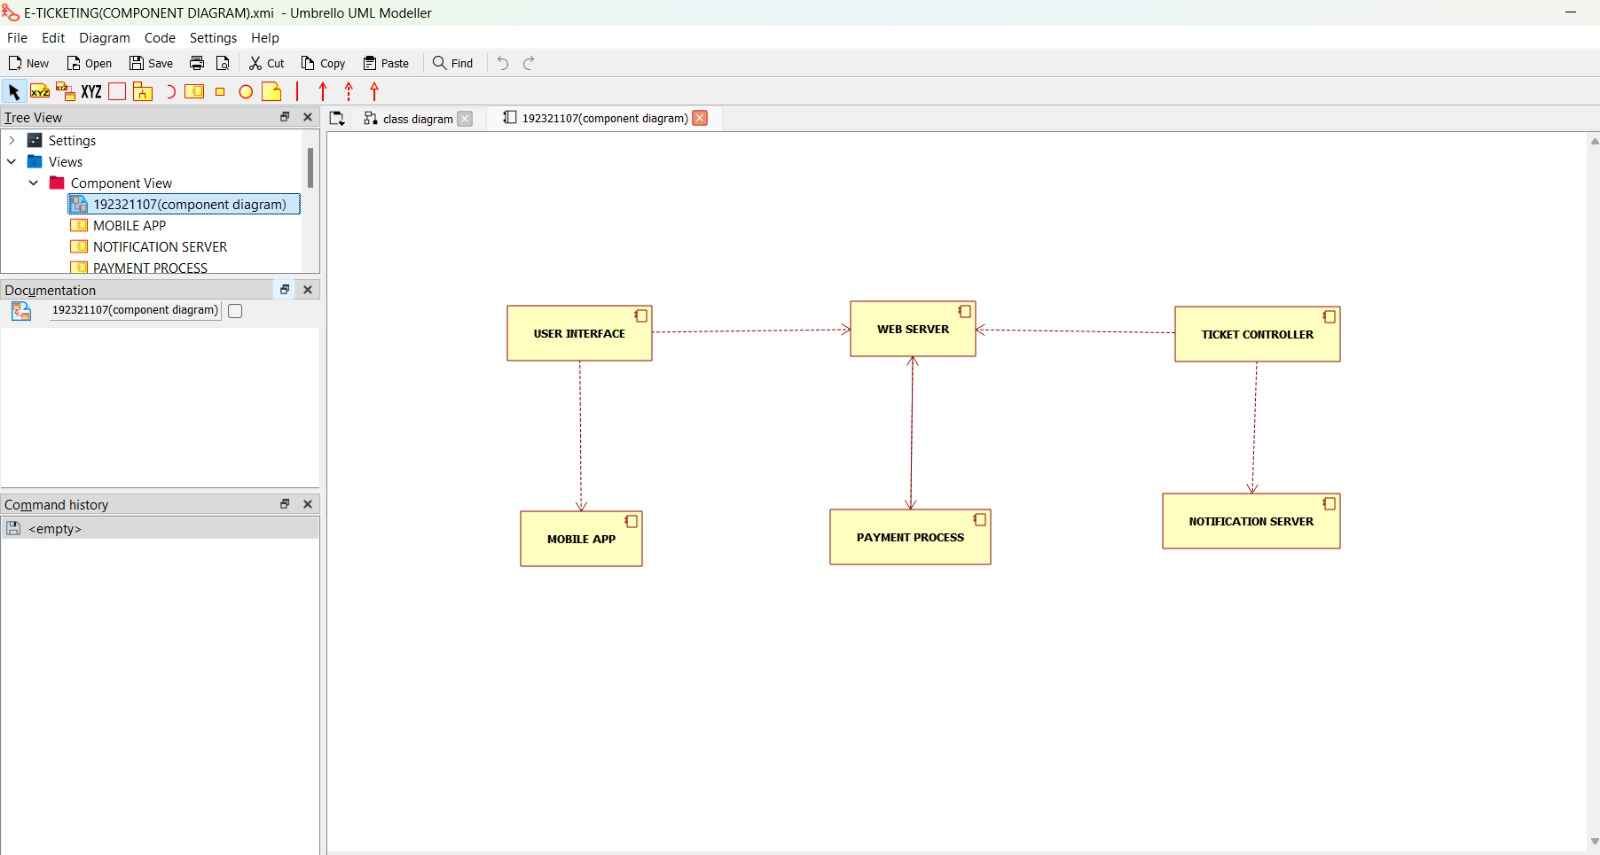 E-TICKETING(COMPONENT DIAGRAM).xmi - Umbrello UML Modeller
File Edit Diagram Code Settings Help
New Open Save Cut Copy Paste Find
XYZ XYZ XYZ
Tree View
class diagram
192321107(component diagram)
Settings
Views
Component View
192321107(component diagram)
MOBILE APP
NOTIFICATION SERVER
PAYMENT PROCESS
Documentation
192321107(component diagram)
Command history
<empty>
USER INTERFACE
WEB SERVER
TICKET CONTROLLER
MOBILE APP
PAYMENT PROCESS
NOTIFICATION SERVER